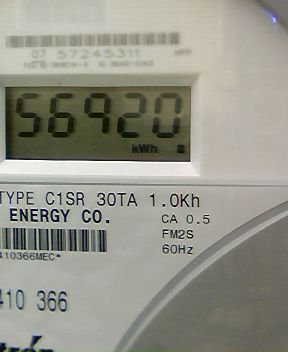 07 57245311
56920
kWh
TYPE C1SR 30TA 1.0Kh
ENERGY CO. CA 0.5
FM2S
410366MEC* 60Hz
410 366
tron